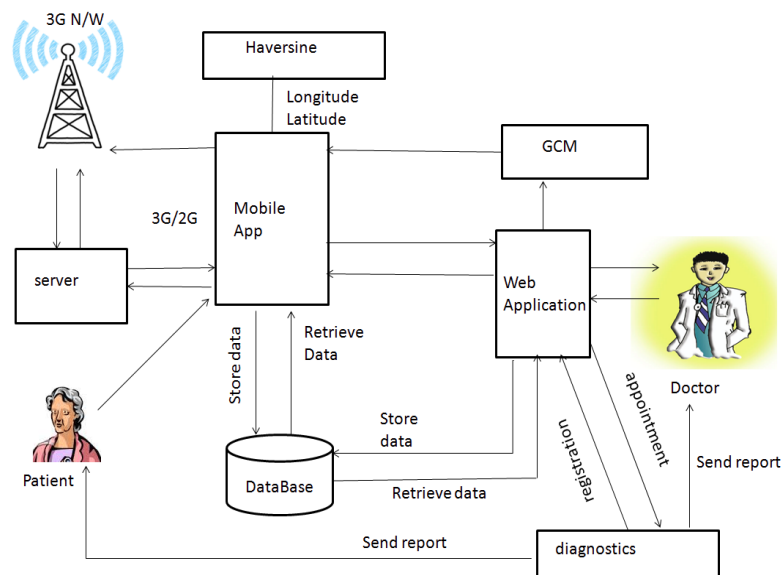 3G N/W
Haversine
Longitude
Latitude
GCM
Mobile
App
3G/2G
server
Web
Application
Retrieve
Data
Store data
Doctor
appointment
registration
Store
data
Send report
Patient
DataBase
Retrieve data
Send report
diagnostics